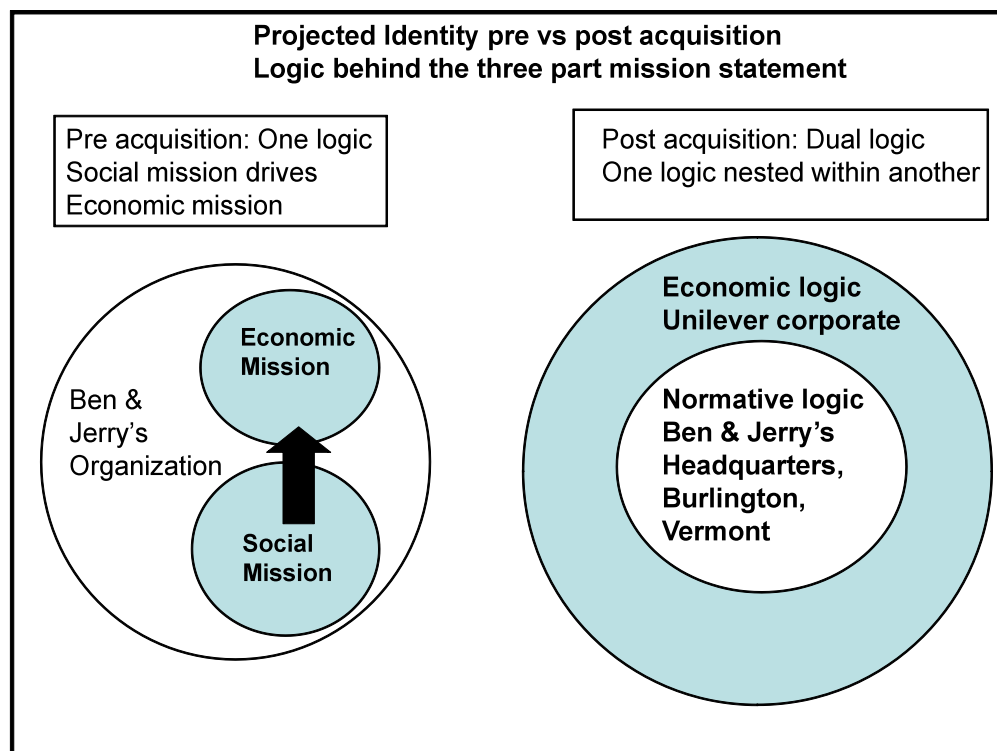 Projected Identity pre vs post acquisition
Logic behind the three part mission statement
Pre acquisition: One logic
Social mission drives
Economic mission
Post acquisition: Dual logic
One logic nested within another
Economic
Mission
Ben &
Jerry's
Organization
Social
Mission
Economic logic
Unilever corporate
Normative logic
Ben & Jerry's
Headquarters,
Burlington,
Vermont